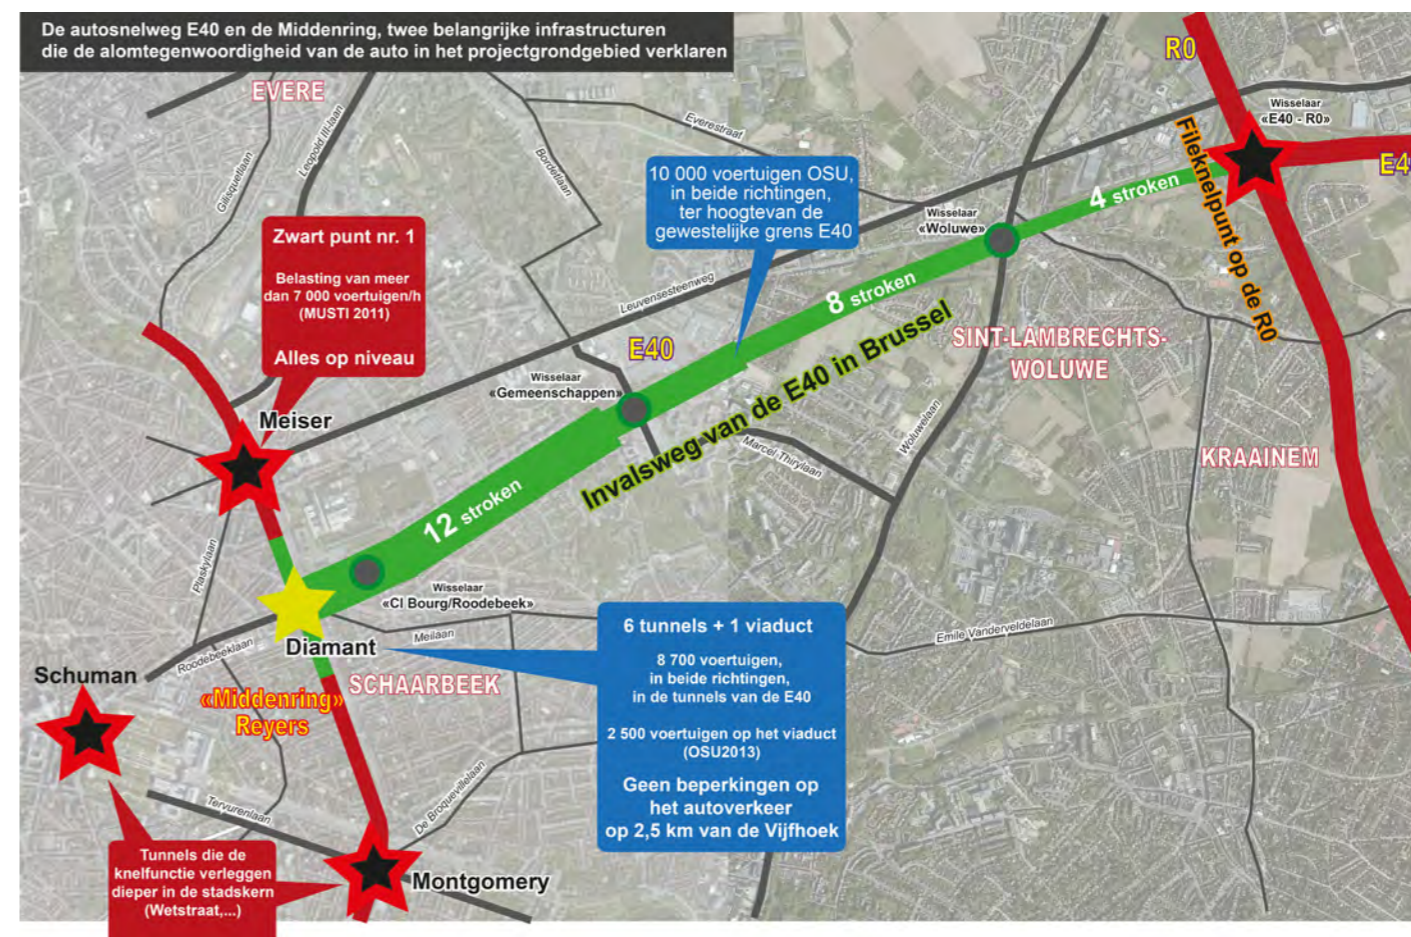 De autosnelweg E40 en de Middenring, twee belangrijke infrastructuren
die de alomtegenwoordigheid van de auto in het projectgrondgebied verklaren
EVERE
R0
Wisselaar
«E40 - R0»
E4
Gilisquetlaan
Leopold III-laan
Bordetlaan
Everestraat
10 000 voertuigen OSU,
in beide richtingen,
ter hoogtevan de
gewestelijke grens E40
Fileknelpunt op de R0
4 stroken
Wisselaar
«Woluwe»
Zwart punt nr. 1
Belasting van meer
dan 7 000 voertuigen/h
(MUSTI 2011)
Alles op niveau
Leuvensesteenweg
8 stroken
E40
Invalsweg van de E40 in Brussel
SINT-LAMBRECHTS-
WOLUWE
Wisselaar
«Gemeenschappen»
Meiser
Woluwelaan
Marcel Thirylaan
KRAAINEM
12 stroken
Plaskylaan
Wisselaar
«Cl Bourg/Roodebeek»
Diamant
Meilaan
Roodebeeklaan
Emile Vanderveldelaan
6 tunnels + 1 viaduct
8 700 voertuigen,
in beide richtingen,
in de tunnels van de E40
2 500 voertuigen op het viaduct
(OSU2013)
Geen beperkingen op
het autoverkeer
op 2,5 km van de Vijfhoek
Schuman
SCHAARBEEK
«Middenring»
Reyers
Tervurenlaan
De Broquevillelaan
Tunnels die de
knelfunctie verleggen
dieper in de stadskern
(Wetstraat,...)
Montgomery